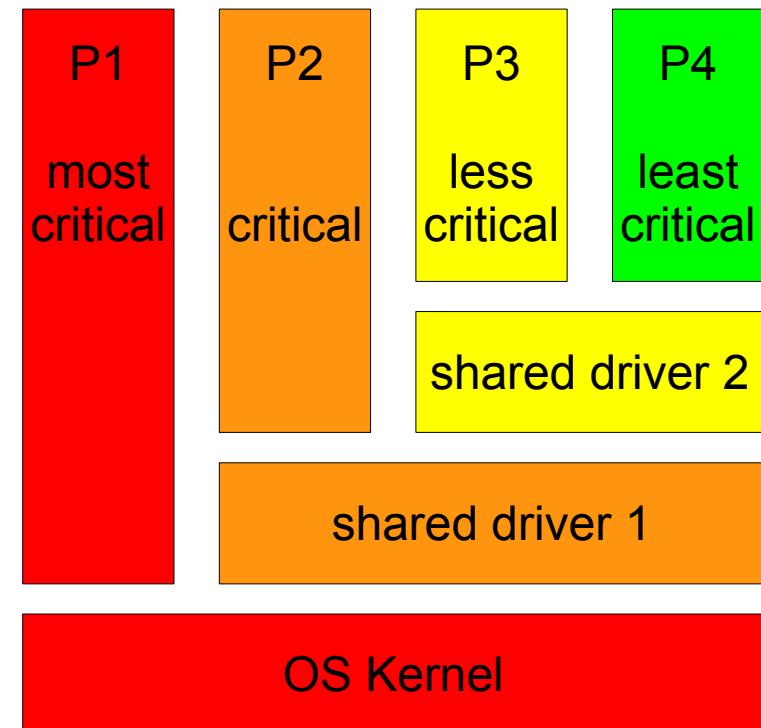 P1
most
critical
P2
critical
P3
less
critical
P4
least
critical
shared driver 2
shared driver 1
OS Kernel